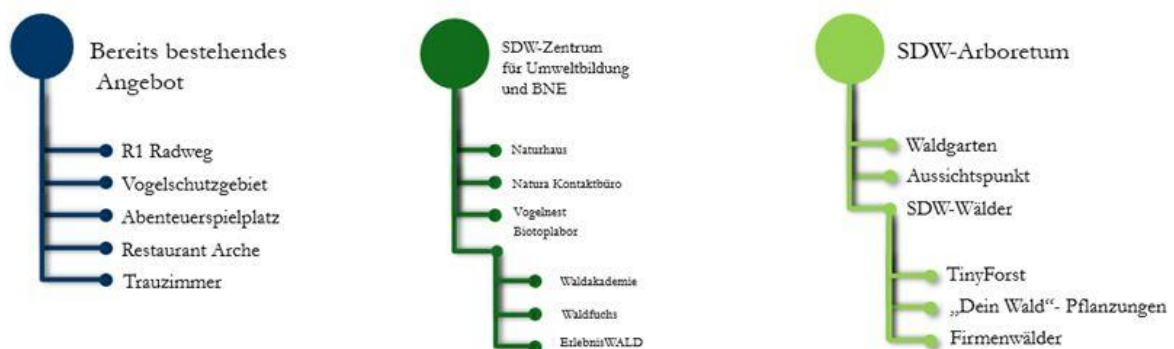 Bereits bestehendes
Angebot
R1 Radweg
Vogelschutzgebiet
Abenteuerspielplatz
Restaurant Arche
Trauzimmer
SDW-Zentrum
für Umweltbildung
und BNE
Naturhaus
Natura Kontaktbüro
Vogelnest
Biotoplabor
Waldakademie
Waldfuchs
ErlebnisWALD
SDW-Arboretum
Waldgarten
Aussichtspunkt
SDW-Wälder
TinyForst
„Dein Wald“- Pflanzungen
Firmenwälder